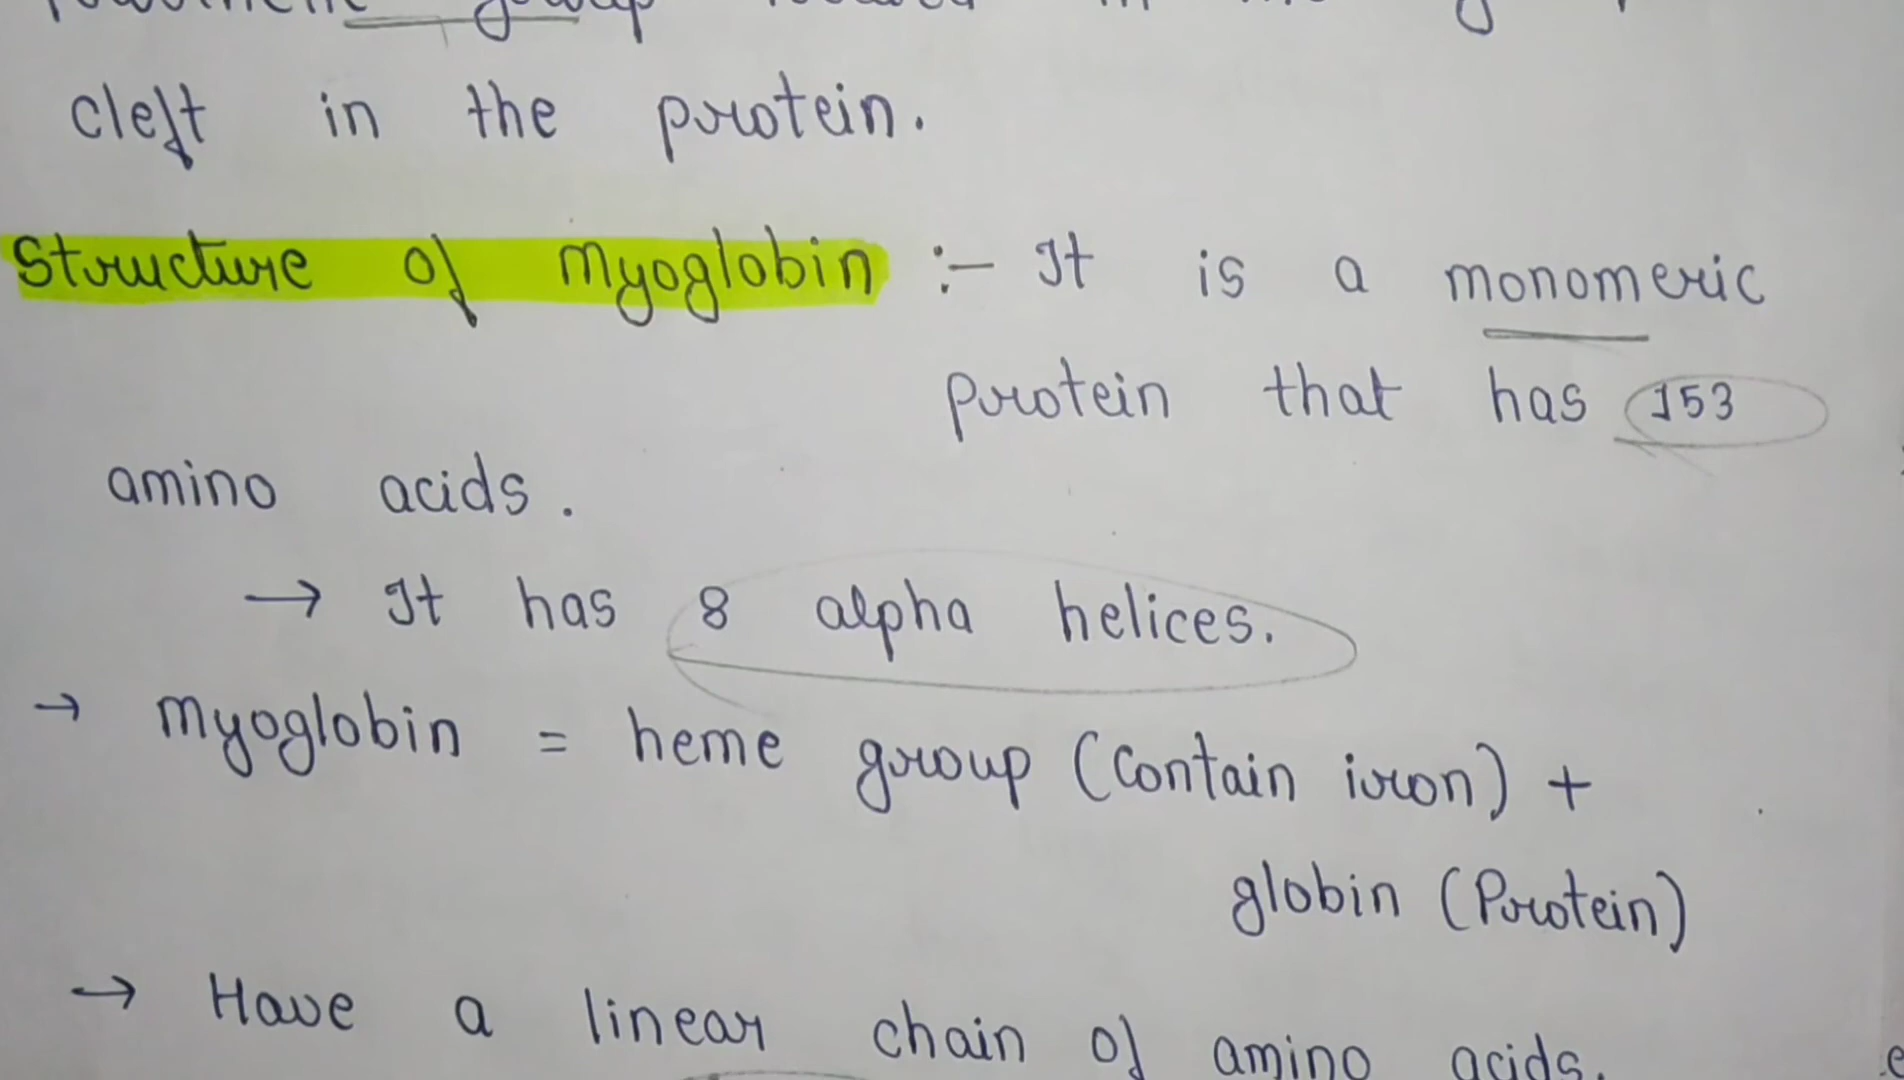 group
cleft in the protein.
Structure of myoglobin :- It is a monomeric
protein that has 153
amino acids.
→ It has 8 alpha helices.
→ myoglobin = heme group (Contain iron) +
globin (Protein)
→ Have a linear chain of amino acids.